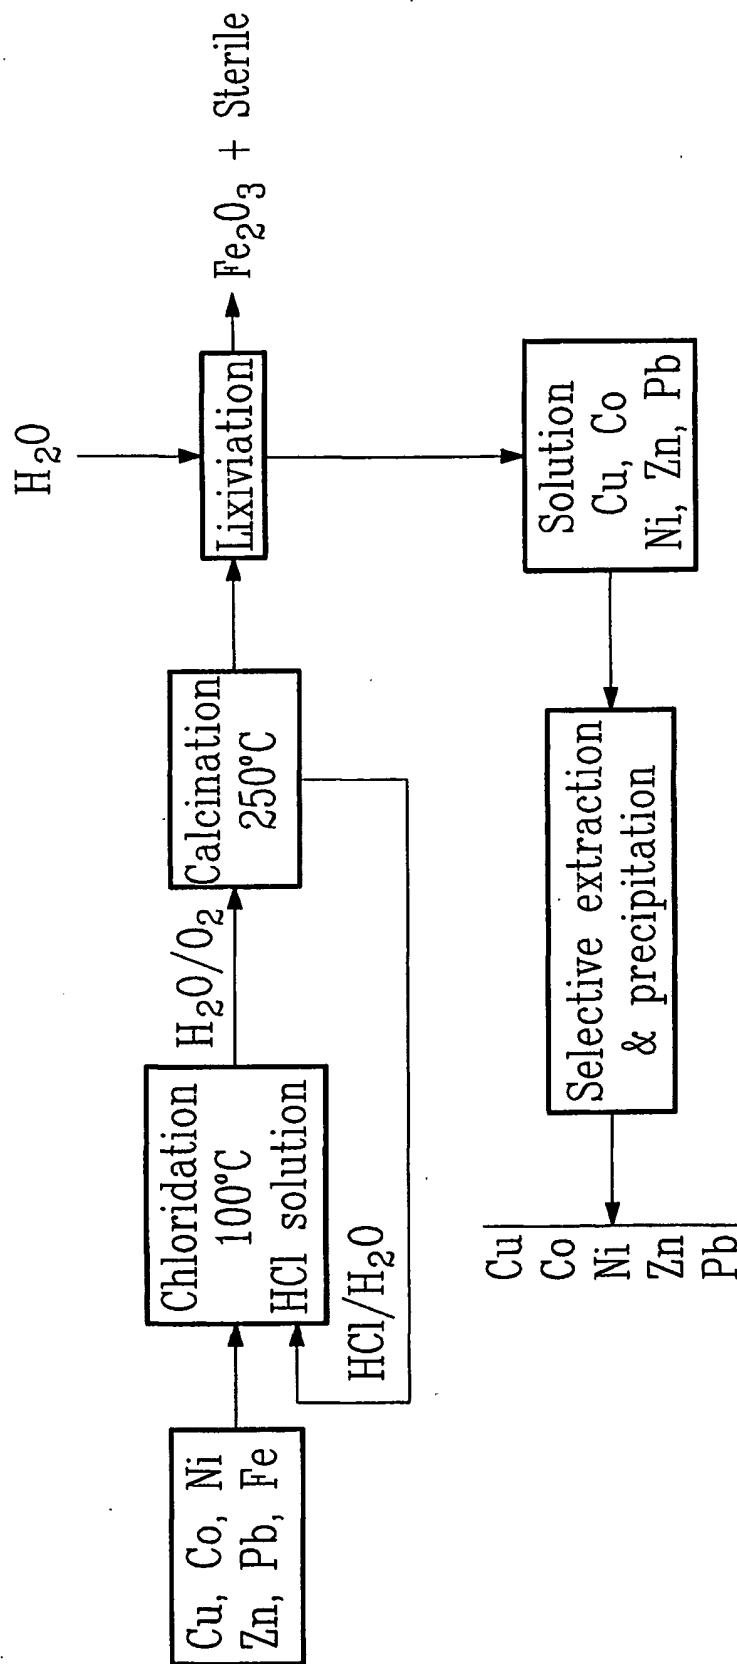 Cu, Co, Ni
Zn, Pb, Fe
Chloridation
100°C
HCl solution
HCl/H₂O
H₂O/O₂
Calcination
250°C
H₂O
Lixiviation
Fe₂O₃ + Sterile
Solution
Cu, Co
Ni, Zn, Pb
Selective extraction
& precipitation
Cu
Co
Ni
Zn
Pb